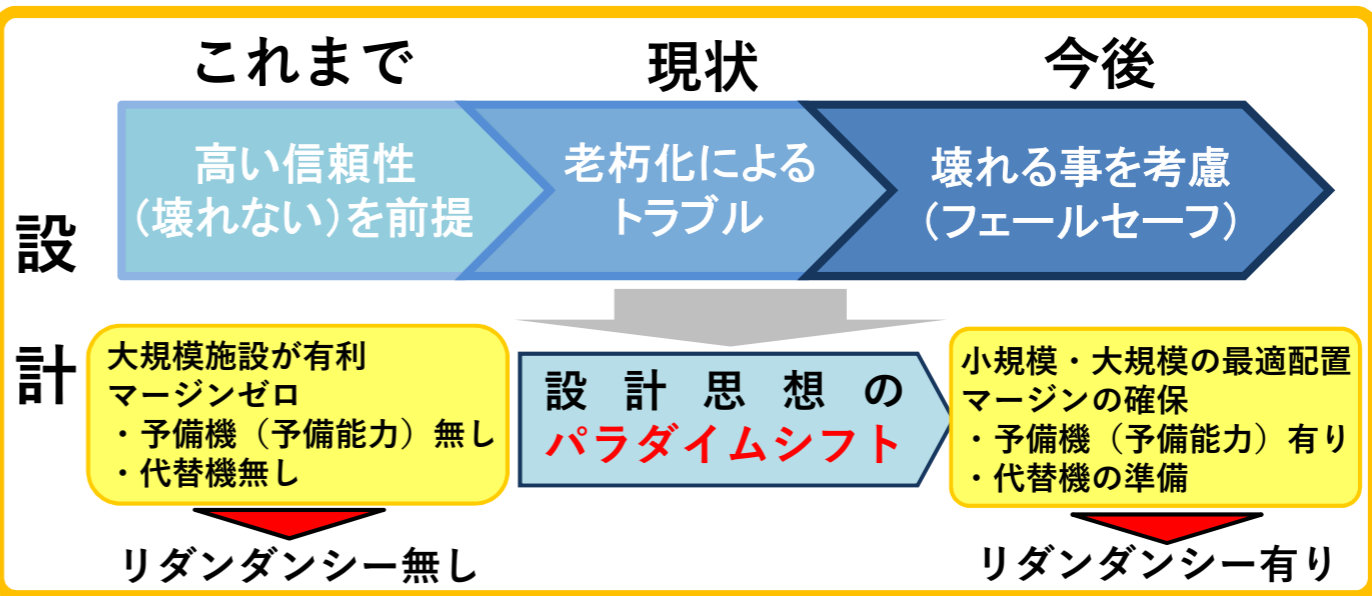 これまで
現状
今後
設
計
高い信頼性
(壊れない)を前提
老朽化による
トラブル
壊れる事を考慮
(フェールセーフ)
大規模施設が有利
マージンゼロ
・予備機（予備能力）無し
・代替機無し
設計思想の
パラダイムシフト
小規模・大規模の最適配置
マージンの確保
・予備機（予備能力）有り
・代替機の準備
リダンダンシー無し
リダンダンシー有り